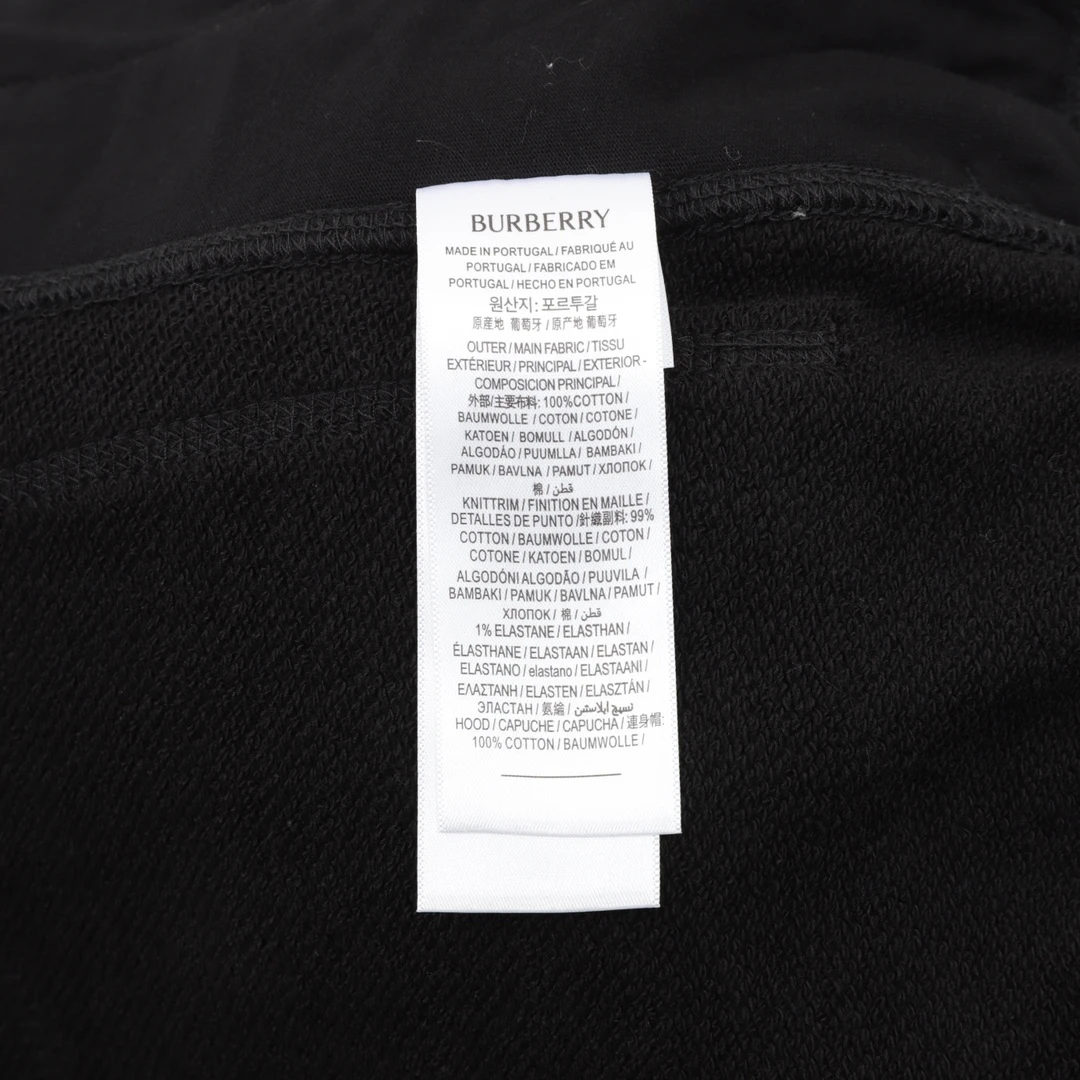 BURBERRY
MADE IN PORTUGAL / FABRIQUÉ AU
PORTUGAL / FABRICADO EM
PORTUGAL / HECHO EN PORTUGAL
원산지: 포르투갈
原産地 葡萄牙 / 原产地 葡萄牙
OUTER / MAIN FABRIC / TISSU
EXTÉRIEUR / PRINCIPAL / EXTERIOR -
COMPOSICION PRINCIPAL /
外部/主要布料: 100%COTTON /
BAUMWOLLE / COTON / COTONE /
KATOEN / BOMULL / ALGODÓN /
ALGODÁO / PUUMLLA / BAMBAKI /
PAMUK / BAVLNA / PAMUT / ХЛОПОК /
棉 / قطن
KNITTRIM / FINITION EN MAILLE /
DETALLES DE PUNTO /針織副料: 99%
COTTON / BAUMWOLLE / COTON /
COTONE / KATOEN / BOMUL /
ALGODÓNI ALGODÃO / PUUVILA /
BAMBAKI / PAMUK / BAVLNA / PAMUT /
ХЛОПОК / 棉 / قطن
1% ELASTANE / ELASTHAN /
ÉLASTHANE / ELASTAAN / ELASTAN /
ELASTANO / elastano / ELASTAANI /
ΕΛΑΣΤΑΝΗ / ELASTEN / ELASZTÁN /
ЭЛАСТАН / 氨綸 / نسيج ايلاستن
HOOD / CAPUCHE / CAPUCHA / 連身帽:
100% COTTON / BAUMWOLLE /